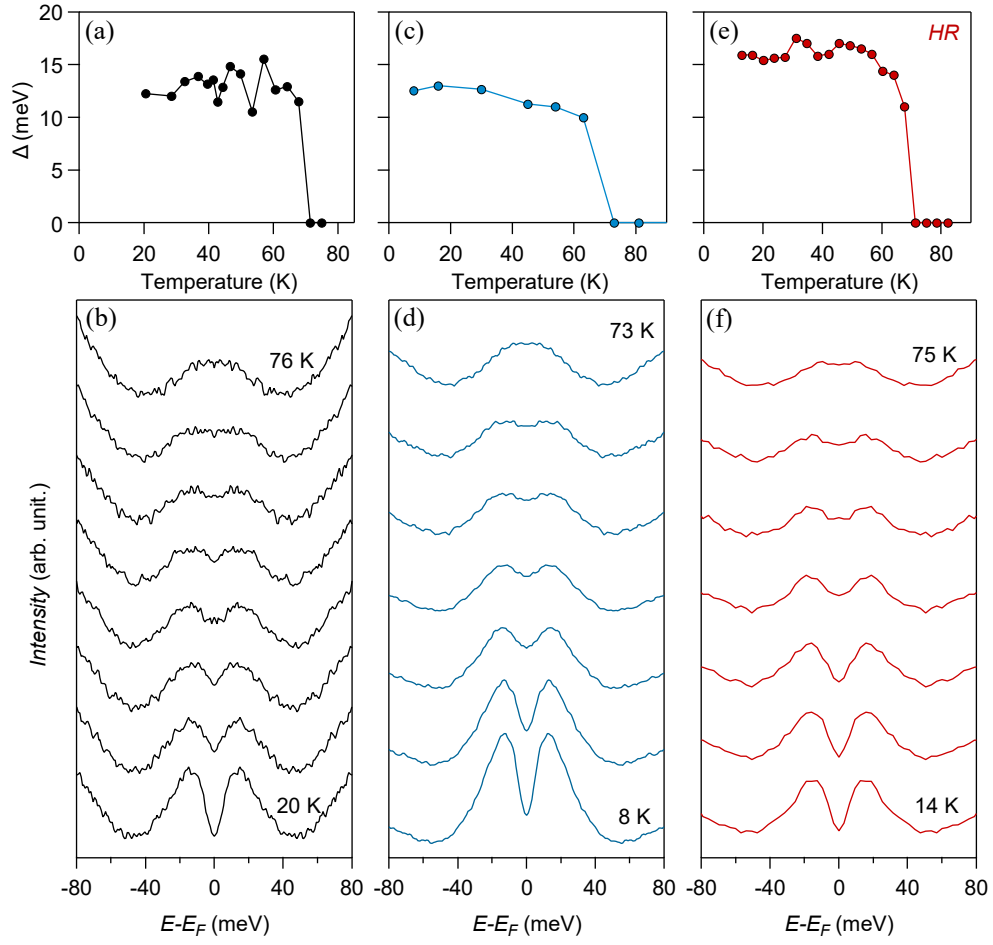 (a)
(c)
(e)
HR
Δ (meV)
20
15
10
5
0
0 20 40 60 80
0 20 40 60 80
0 20 40 60 80
Temperature (K)
Temperature (K)
Temperature (K)
(b)
(d)
(f)
76 K
73 K
75 K
Intensity (arb. unit.)
20 K
8 K
14 K
-80 -40 0 40 80
-80 -40 0 40 80
-80 -40 0 40 80
E-EF (meV)
E-EF (meV)
E-EF (meV)